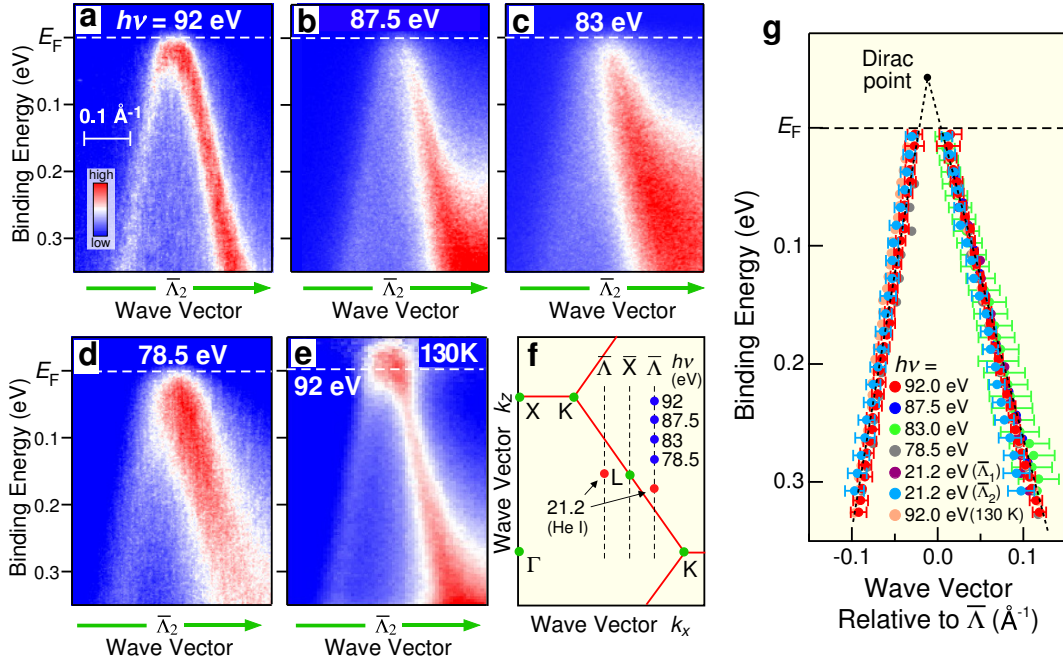 a
hν = 92 eV
E_F
0.1
0.2
0.3
Binding Energy (eV)
0.1 Å⁻¹
high
low
Λ̅₂
Wave Vector
b
87.5 eV
Λ̅₂
Wave Vector
c
83 eV
Λ̅₂
Wave Vector
d
78.5 eV
E_F
0.1
0.2
0.3
Binding Energy (eV)
Λ̅₂
Wave Vector
e
130K
92 eV
Λ̅₂
Wave Vector
f
Λ̅ X̅ Λ̅ hν
(eV)
92
87.5
83
78.5
X K
L
21.2
(He I)
Γ
K
Wave Vector k_z
Wave Vector k_x
g
Dirac
point
E_F
0.1
0.2
0.3
Binding Energy (eV)
hν =
92.0 eV
87.5 eV
83.0 eV
78.5 eV
21.2 eV (Λ̅₁)
21.2 eV (Λ̅₂)
92.0 eV (130 K)
-0.1 0.0 0.1
Wave Vector
Relative to Λ̅ (Å⁻¹)